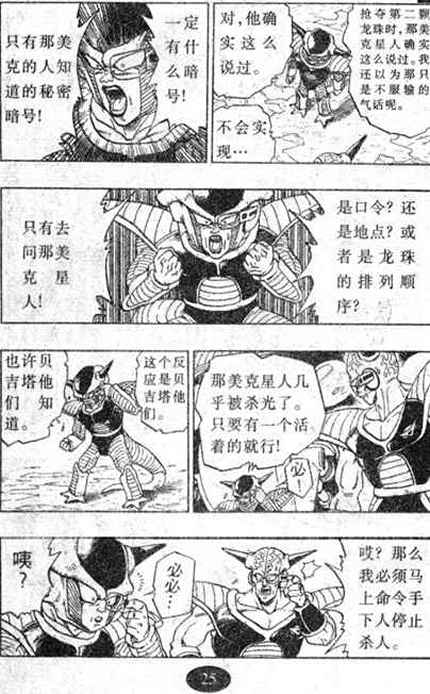 抢夺第二颗
龙珠时，那美
克星人确实
这么说过。我
还以为那只
是不服输的
气话呢。
对，他确
实这么
说过。
不会实
现…
一定
有什
么暗
号!
只有那美
克的人知
道的秘密
暗号!
是口令? 还
是地点? 或
者是龙珠
的排列顺
序?
只有去
问那美
克星
人!
那美克星人几
乎被杀光了。
只要有一个活
着的就行!
必…
这个反
应是贝
吉塔他
们。
也许贝
吉塔他
们知
道。
哎? 那么
我必须马
上命令手
下人停止
杀人。
必
必…
咦?
25